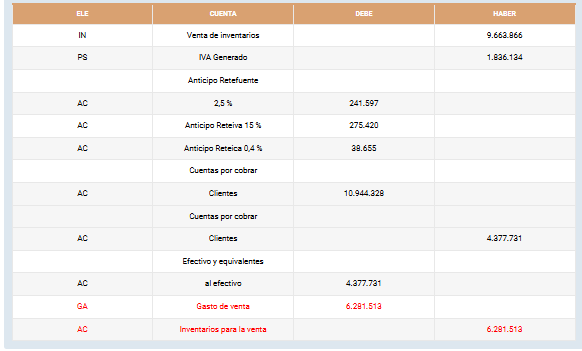 ELE CUENTA DEBE HABER
IN Venta de inventarios 9.663.866
PS IVA Generado 1.836.134
Anticipo Retefuente
AC 2,5 % 241.597
AC Anticipo Reteiva 15 % 275.420
AC Anticipo Reteica 0,4 % 38.655
Cuentas por cobrar
AC Clientes 10.944.328
Cuentas por cobrar
AC Clientes 4.377.731
Efectivo y equivalentes
AC al efectivo 4.377.731
GA Gasto de venta 6.281.513
AC Inventarios para la venta 6.281.513